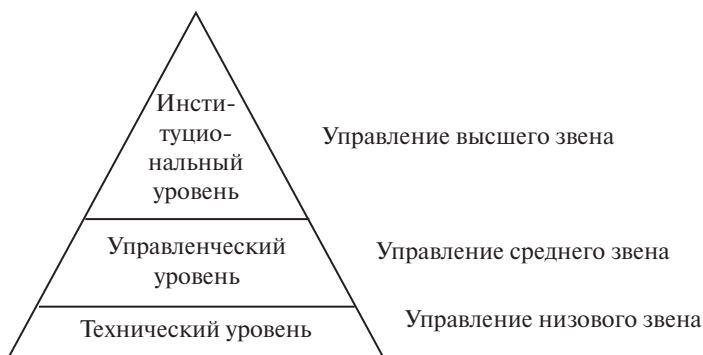 Инсти-
туцио-
нальный
уровень
Управление высшего звена
Управленческий
уровень
Управление среднего звена
Технический уровень
Управление низового звена